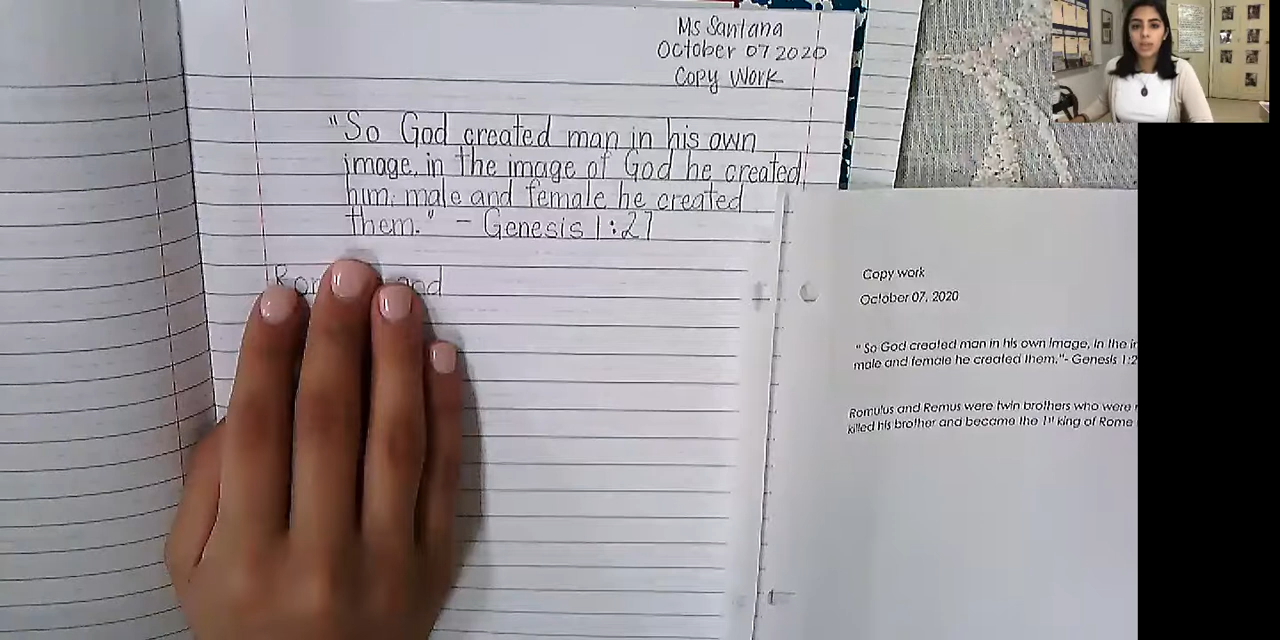 Ms Santana
October 07 2020
Copy Work
"So God created man in his own
image, in the image of God he created
him; male and female he created
them." - Genesis 1:27
and
Copy work
October 07, 2020
" So God created man in his own image, in the
male and female he created them."- Genesis 1:2
Romulus and Remus were twin brothers who were
killed his brother and became the 1st king of Rome